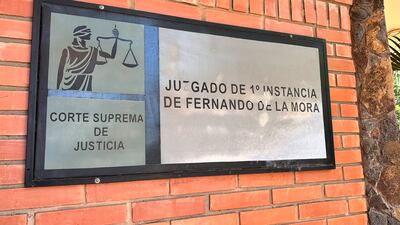 JUZGADO DE 1º INSTANCIA
DE FERNANDO DE LA MORA
CORTE SUPREMA
DE
JUSTICIA